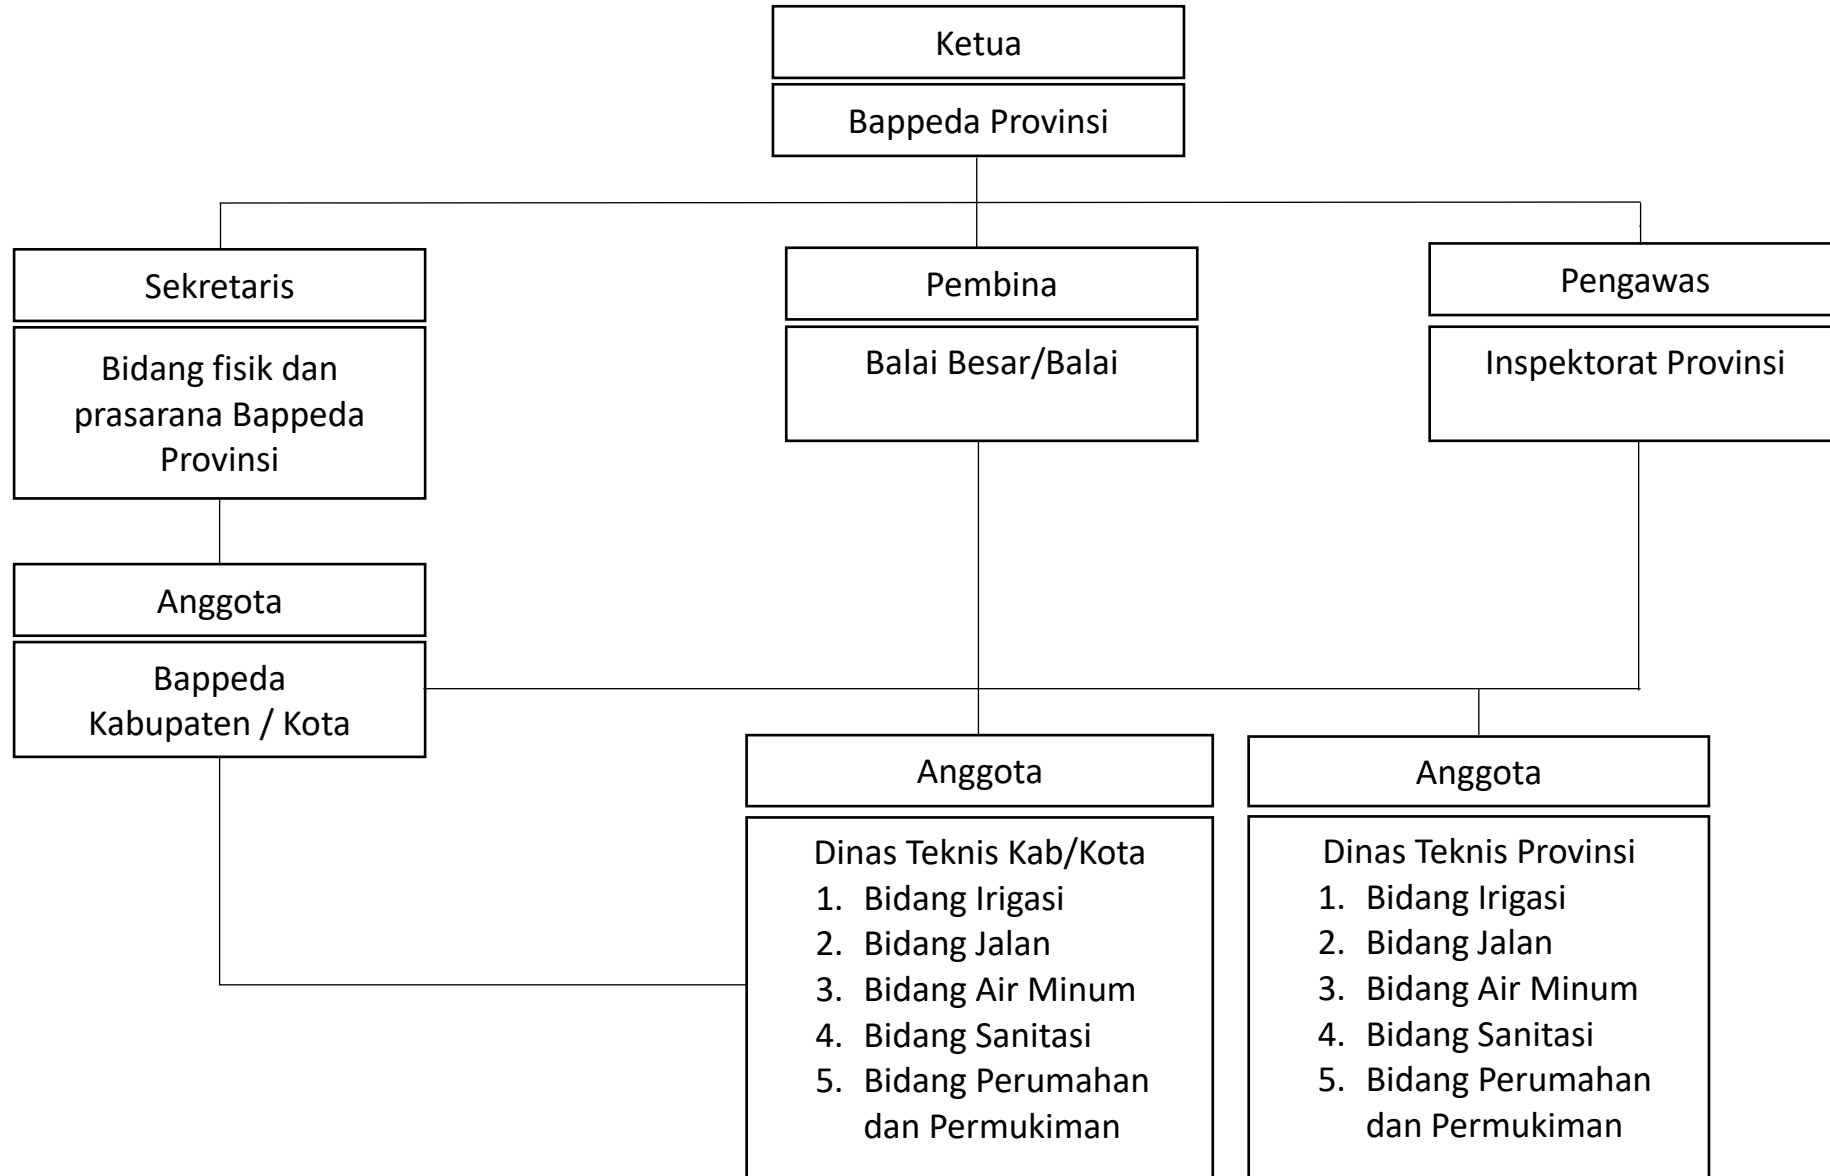 Ketua
Bappeda Provinsi
Sekretaris
Bidang fisik dan
prasarana Bappeda
Provinsi
Pembina
Balai Besar/Balai
Pengawas
Inspektorat Provinsi
Anggota
Bappeda
Kabupaten / Kota
Anggota
Dinas Teknis Kab/Kota
1. Bidang Irigasi
2. Bidang Jalan
3. Bidang Air Minum
4. Bidang Sanitasi
5. Bidang Perumahan
dan Permukiman
Anggota
Dinas Teknis Provinsi
1. Bidang Irigasi
2. Bidang Jalan
3. Bidang Air Minum
4. Bidang Sanitasi
5. Bidang Perumahan
dan Permukiman